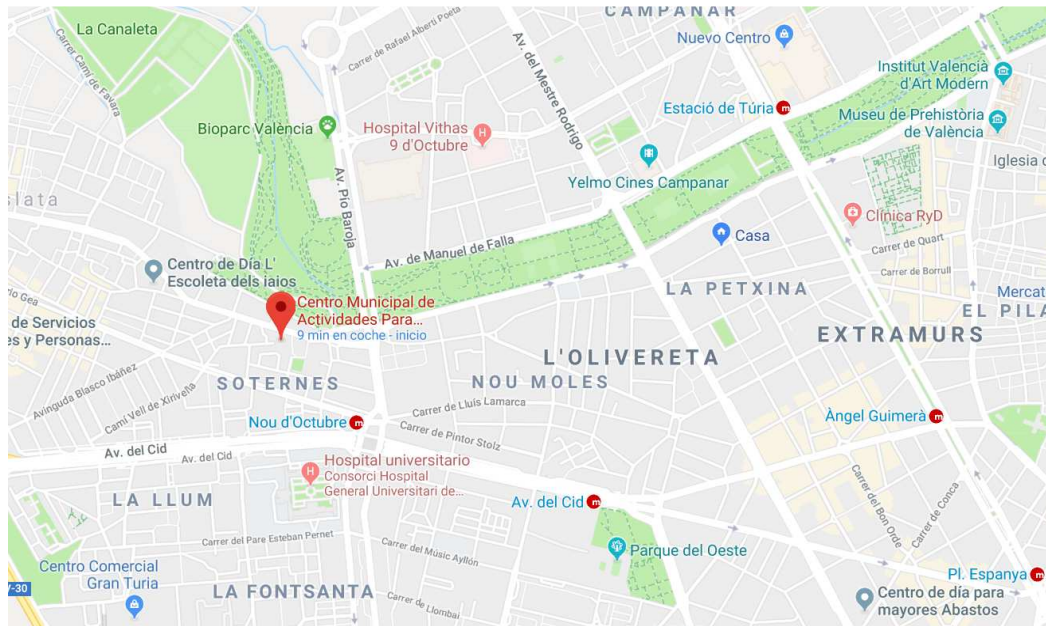 CAMPANAR
La Canaleta
Carrer de Rafael Alberti Poeta
Nuevo Centro
Av. del Mestre Rodrigo
Carrer Camí de Favara
Institut Valencià
d'Art Modern
Estació de Túria
Museu de Prehistòria
de València
Bioparc València
Hospital Vithas
9 d'Octubre
Iglesia
Yelmo Cines Campanar
slata
Av. Pío Baroja
Clínica RyD
Casa
Carrer de Quart
Av. de Manuel de Falla
Centro de Día L'
Escoleta dels iaios
Carrer de Borrull
LA PETXINA
Mercat
EL PILA
Centro Municipal de
Actividades Para...
9 min en coche - inicio
río Gea
de Servicios
es y Personas...
EXTRAMURS
L'OLIVERETA
SOTERNES
NOU MOLES
Avinguda Blasco Ibáñez
Camí Vell de Xirivella
Carrer de Lluís Lamarca
Nou d'Octubre
Àngel Guimerà
Carrer de Pintor Stolz
Av. del Cid
Av. del Cid
Hospital universitario
Consorci Hospital
General Universitari de...
LA LLUM
Av. del Cid
Carrer del Bon Orde
Carrer de Conca
Carrer del Pare Esteban Pernet
Carrer del Músic Ayllón
Parque del Oeste
Centro Comercial
Gran Turia
Pl. Espanya
V-30
LA FONTSANTA
Carrer de Llombai
Centro de día para
mayores Abastos